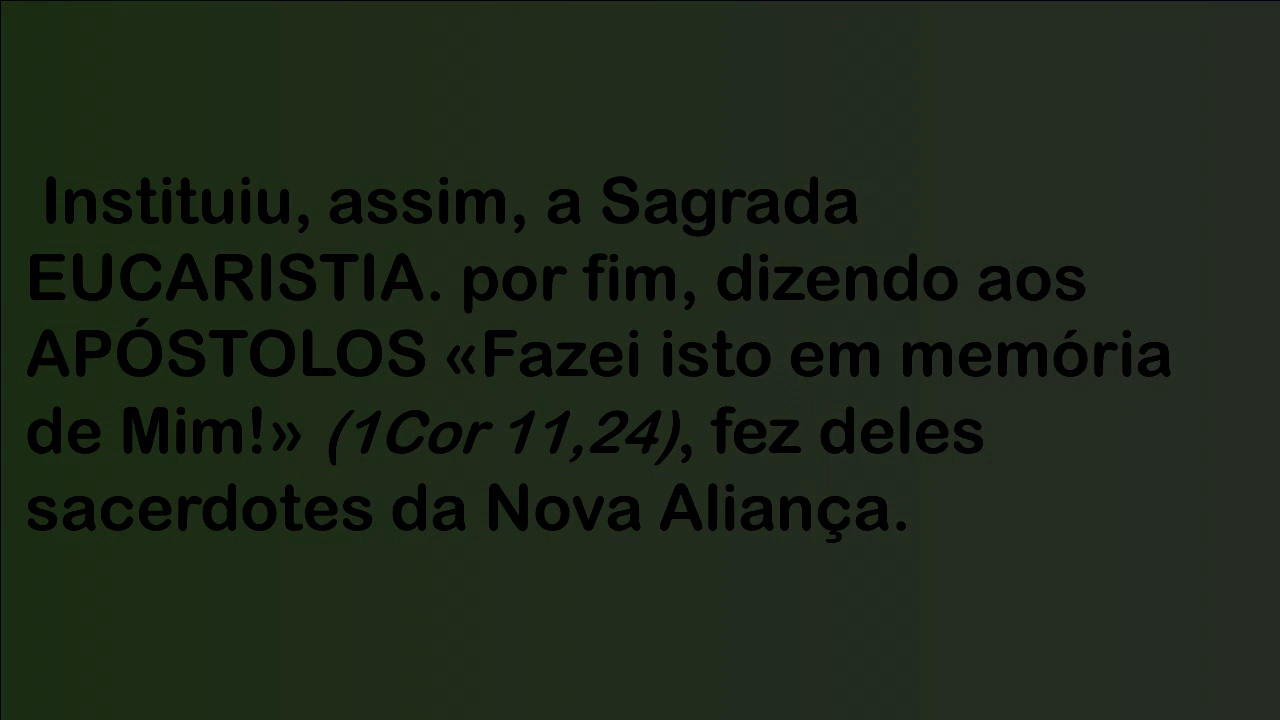 Instituiu, assim, a Sagrada
EUCARISTIA. por fim, dizendo aos
APÓSTOLOS «Fazei isto em memória
de Mim!» (1Cor 11,24), fez deles
sacerdotes da Nova Aliança.